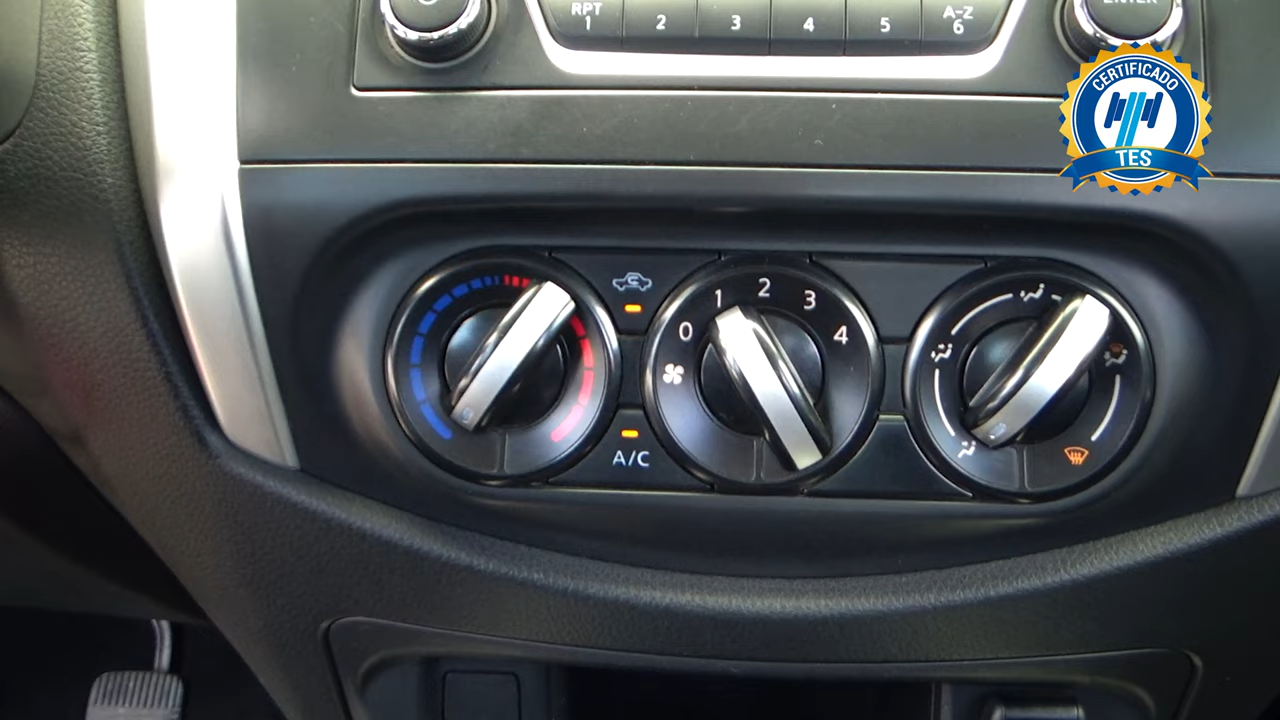 RPT
1 2 3 4 5 A-Z
6
ENTER
CERTIFICADO
TES
0 1 2 3 4
A/C